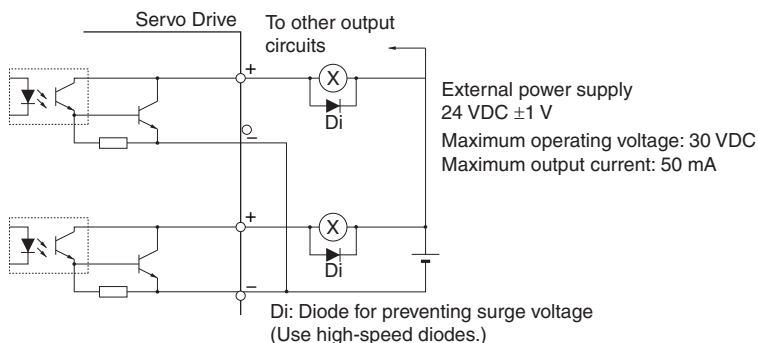 Servo Drive
To other output
circuits
+
X
Di
−
External power supply
24 VDC ±1 V
Maximum operating voltage: 30 VDC
Maximum output current: 50 mA
+
X
Di
−
Di: Diode for preventing surge voltage
(Use high-speed diodes.)